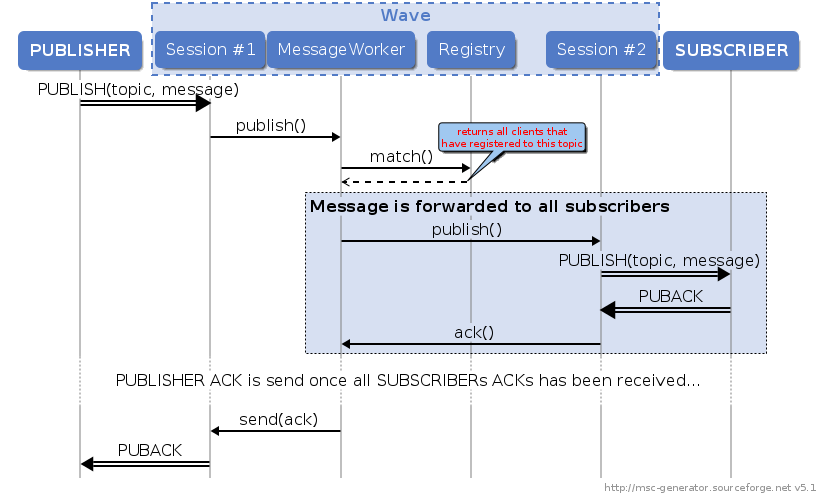 Wave
PUBLISHER
Session #1
MessageWorker
Registry
Session #2
SUBSCRIBER
PUBLISH(topic, message)
publish()
returns all clients that
have registered to this topic
match()
Message is forwarded to all subscribers
publish()
PUBLISH(topic, message)
PUBACK
ack()
PUBLISHER ACK is send once all SUBSCRIBERs ACKs has been received...
send(ack)
PUBACK
http://msc-generator.sourceforge.net v5.1